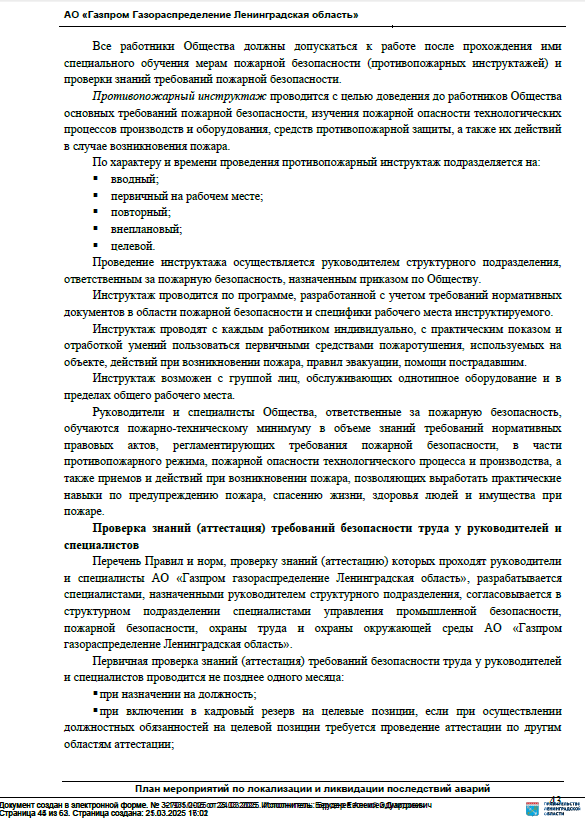 АО «Газпром Газораспределение Ленинградская область»
Все работники Общества должны допускаться к работе после прохождения ими
специального обучения мерам пожарной безопасности (противопожарных инструктажей) и
проверки знаний требований пожарной безопасности.
Противопожарный инструктаж проводится с целью доведения до работников Общества
основных требований пожарной безопасности, изучения пожарной опасности технологических
процессов производств и оборудования, средств противопожарной защиты, а также их действий
в случае возникновения пожара.
По характеру и времени проведения противопожарный инструктаж подразделяется на:
▪ вводный;
▪ первичный на рабочем месте;
▪ повторный;
▪ внеплановый;
▪ целевой.
Проведение инструктажа осуществляется руководителем структурного подразделения,
ответственным за пожарную безопасность, назначенным приказом по Обществу.
Инструктаж проводится по программе, разработанной с учетом требований нормативных
документов в области пожарной безопасности и специфики рабочего места инструктируемого.
Инструктаж проводят с каждым работником индивидуально, с практическим показом и
отработкой умений пользоваться первичными средствами пожаротушения, используемых на
объекте, действий при возникновении пожара, правил эвакуации, помощи пострадавшим.
Инструктаж возможен с группой лиц, обслуживающих однотипное оборудование и в
пределах общего рабочего места.
Руководители и специалисты Общества, ответственные за пожарную безопасность,
обучаются пожарно-техническому минимуму в объеме знаний требований нормативных
правовых актов, регламентирующих требования пожарной безопасности, в части
противопожарного режима, пожарной опасности технологического процесса и производства, а
также приемов и действий при возникновении пожара, позволяющих выработать практические
навыки по предупреждению пожара, спасению жизни, здоровья людей и имущества при
пожаре.
Проверка знаний (аттестация) требований безопасности труда у руководителей и
специалистов
Перечень Правил и норм, проверку знаний (аттестацию) которых проходят руководители
и специалисты АО «Газпром газораспределение Ленинградская область», разрабатывается
специалистами, назначенными руководителем структурного подразделения, согласовывается в
структурном подразделении специалистами управления промышленной безопасности,
пожарной безопасности, охраны труда и охраны окружающей среды АО «Газпром
газораспределение Ленинградская область».
Первичная проверка знаний (аттестация) требований безопасности труда у руководителей
и специалистов проводится не позднее одного месяца:
▪при назначении на должность;
▪при включении в кадровый резерв на целевые позиции, если при осуществлении
должностных обязанностей на целевой позиции требуется проведение аттестации по другим
областям аттестации;
План мероприятий по локализации и ликвидации последствий аварий
43
Документ создан в электронной форме. № Исполнитель:
Страница создана:
ПРАВИТЕЛЬСТВО
ЛЕНИНГРАДСКОЙ
ОБЛАСТИ